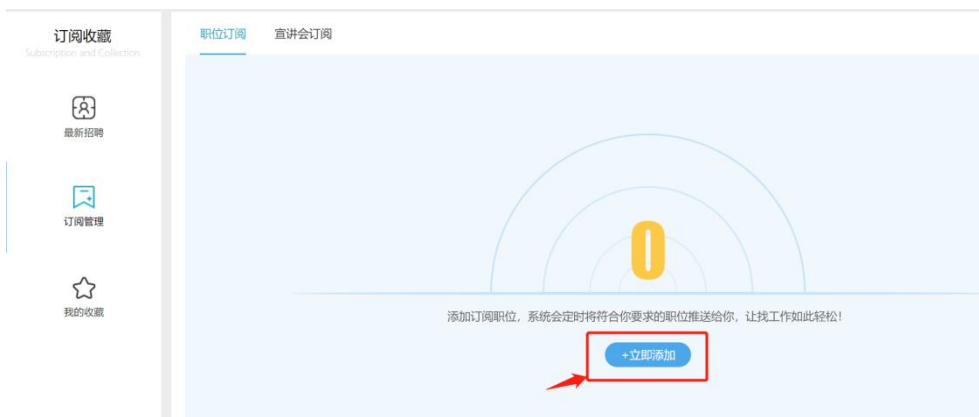 订阅收藏
Subscription and Collection
最新招聘
订阅管理
我的收藏
职位订阅 宣讲会订阅
0
添加订阅职位，系统会定时将符合你要求的职位推送给你，让找工作如此轻松！
+立即添加